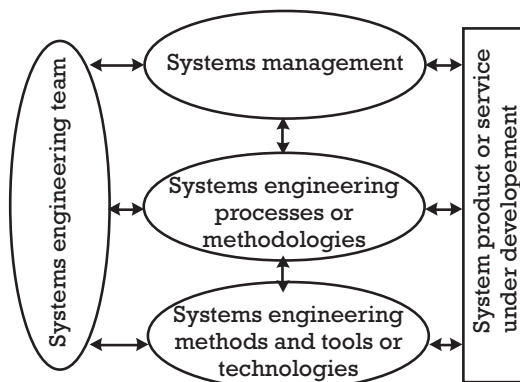 Systems engineering team
Systems management
Systems engineering
processes or
methodologies
Systems engineering
methods and tools or
technologies
System product or service
under developement